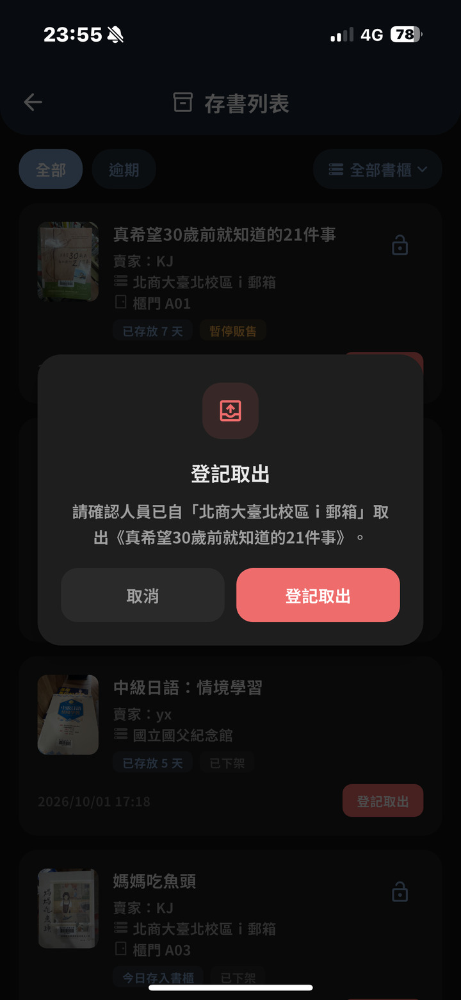 23:55
4G
78
存書列表
全部
逾期
全部書櫃
真希望30歲前就知道的21件事
賣家：KJ
北商大臺北校區ｉ郵箱
櫃門 A01
已存放 7 天
暫停販售
登記取出
請確認人員已自「北商大臺北校區ｉ郵箱」取
出《真希望30歲前就知道的21件事》。
取消
登記取出
中級日語：情境學習
賣家：yx
國立國父紀念館
已存放 5 天
已下架
2026/10/01 17:18
登記取出
媽媽吃魚頭
賣家：KJ
北商大臺北校區ｉ郵箱
櫃門 A03
今日存入書櫃
已下架